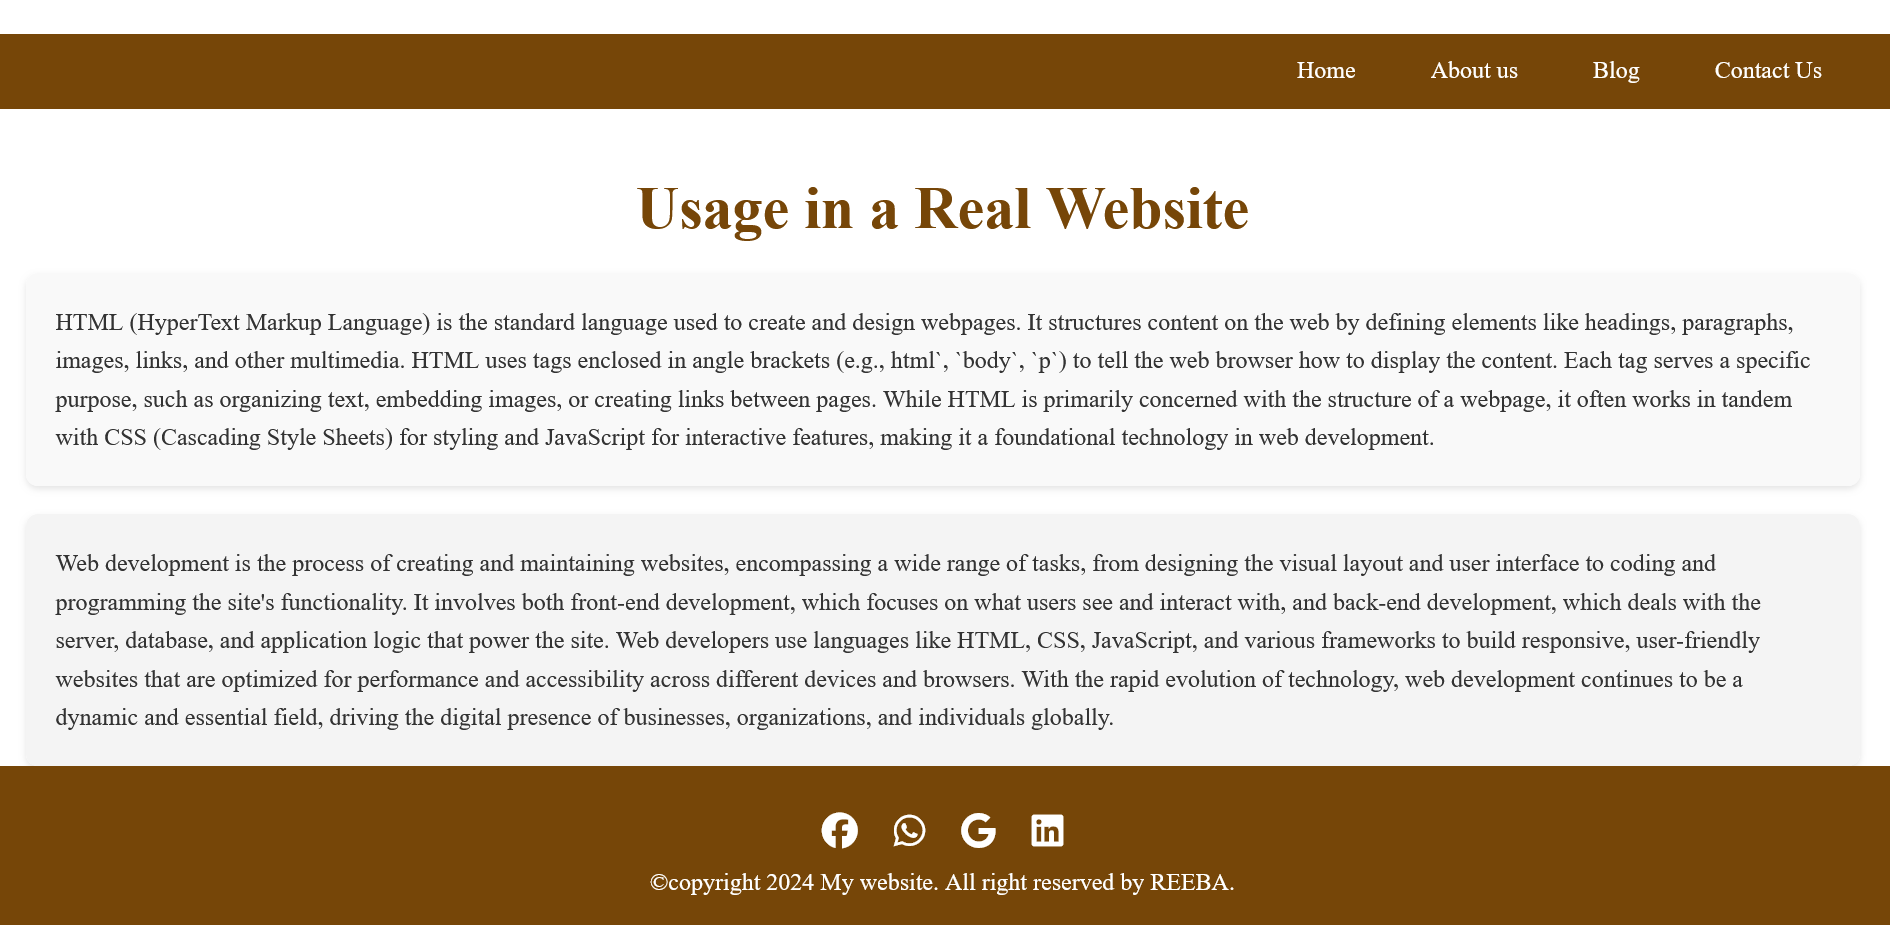 Home About us Blog Contact Us
Usage in a Real Website
HTML (HyperText Markup Language) is the standard language used to create and design webpages. It structures content on the web by defining elements like headings, paragraphs,
images, links, and other multimedia. HTML uses tags enclosed in angle brackets (e.g., html`, `body`, `p`) to tell the web browser how to display the content. Each tag serves a specific
purpose, such as organizing text, embedding images, or creating links between pages. While HTML is primarily concerned with the structure of a webpage, it often works in tandem
with CSS (Cascading Style Sheets) for styling and JavaScript for interactive features, making it a foundational technology in web development.
Web development is the process of creating and maintaining websites, encompassing a wide range of tasks, from designing the visual layout and user interface to coding and
programming the site's functionality. It involves both front-end development, which focuses on what users see and interact with, and back-end development, which deals with the
server, database, and application logic that power the site. Web developers use languages like HTML, CSS, JavaScript, and various frameworks to build responsive, user-friendly
websites that are optimized for performance and accessibility across different devices and browsers. With the rapid evolution of technology, web development continues to be a
dynamic and essential field, driving the digital presence of businesses, organizations, and individuals globally.
©copyright 2024 My website. All right reserved by REEBA.